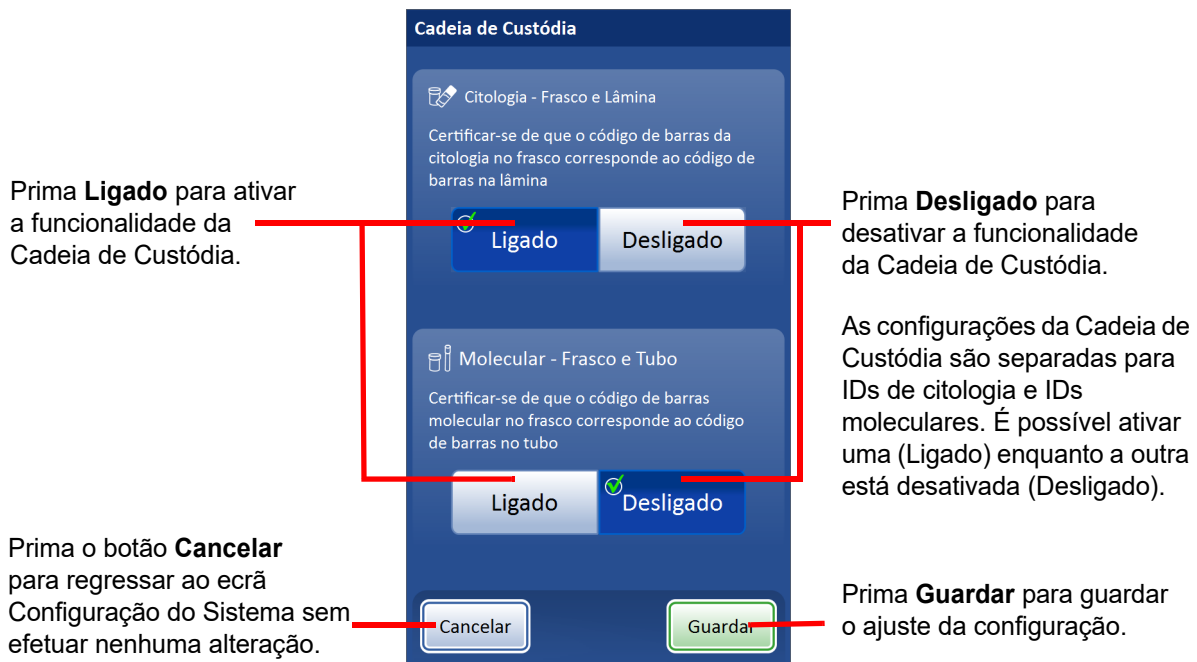 Cadeia de Custódia
Citologia - Frasco e Lâmina
Certificar-se de que o código de barras da
citologia no frasco corresponde ao código de
barras na lâmina
Ligado
Desligado
Prima Ligado para ativar
a funcionalidade da
Cadeia de Custódia.
Prima Desligado para
desativar a funcionalidade
da Cadeia de Custódia.
As configurações da Cadeia de
Custódia são separadas para
IDs de citologia e IDs
moleculares. É possível ativar
uma (Ligado) enquanto a outra
está desativada (Desligado).
Molecular - Frasco e Tubo
Certificar-se de que o código de barras
molecular no frasco corresponde ao código
de barras no tubo
Ligado
Desligado
Prima o botão Cancelar
para regressar ao ecrã
Configuração do Sistema sem
efetuar nenhuma alteração.
Cancelar
Guardar
Prima Guardar para guardar
o ajuste da configuração.